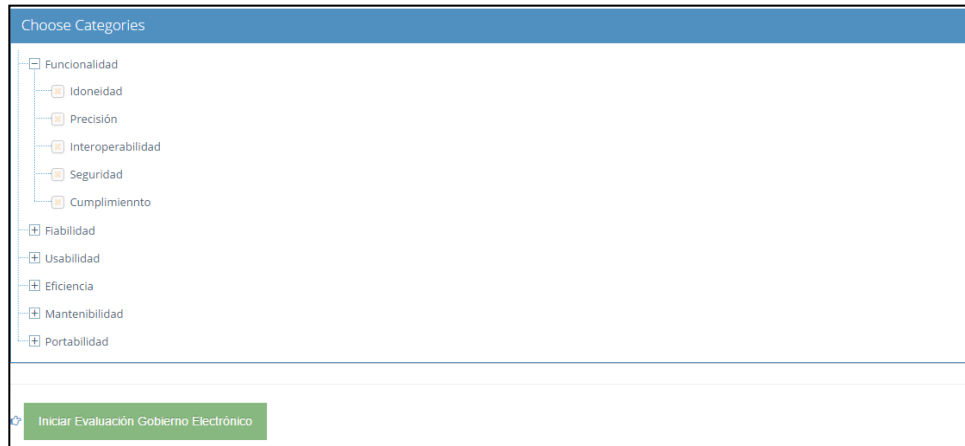 Choose Categories
Funcionalidad
Idoneidad
Precisión
Interoperabilidad
Seguridad
Cumplimiennto
Fiabilidad
Usabilidad
Eficiencia
Mantenibilidad
Portabilidad
Iniciar Evaluación Gobierno Electrónico